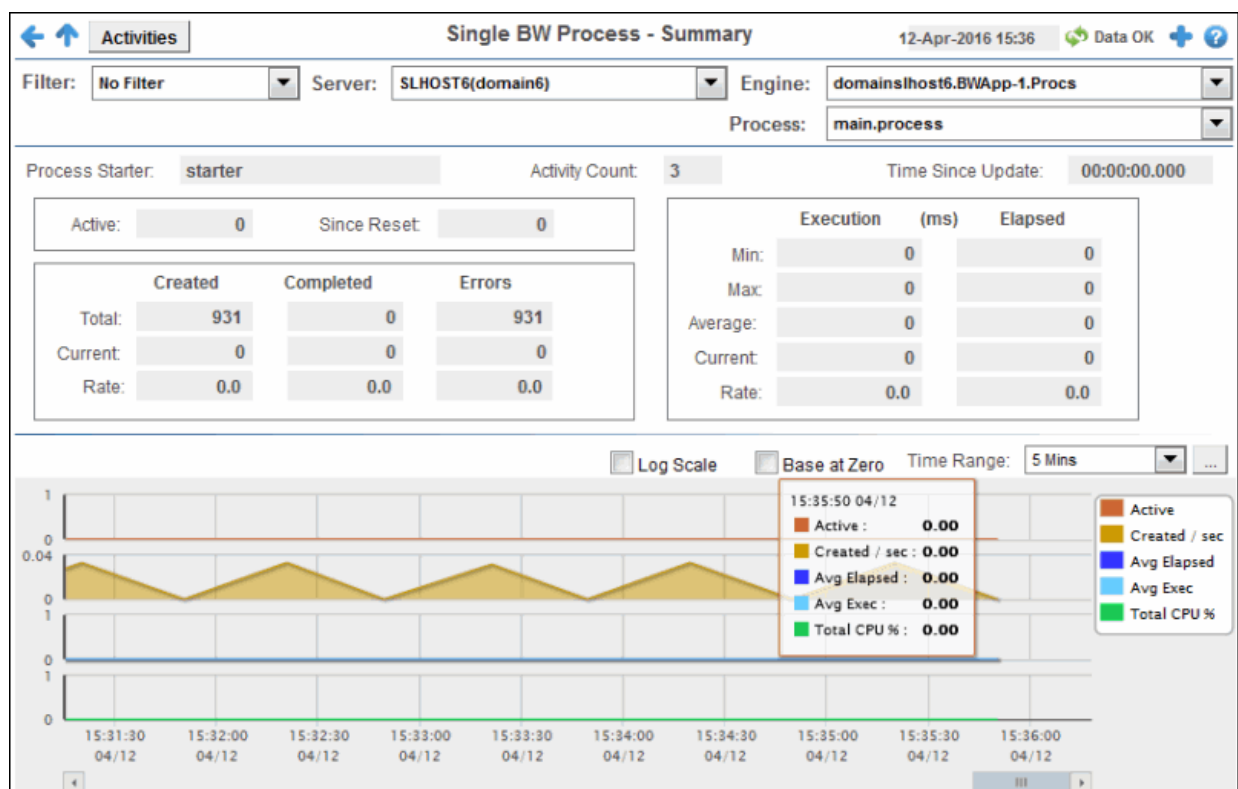 Activities Single BW Process - Summary 12-Apr-2016 15:36 Data OK
Filter: No Filter Server: SLHOST6(domain6) Engine: domainslhost6.BWApp-1.Procs
Process: main.process
Process Starter: starter Activity Count: 3 Time Since Update: 00:00:00.000
Active: 0 Since Reset: 0
Created Completed Errors
Total: 931 0 931
Current: 0 0 0
Rate: 0.0 0.0 0.0
Execution (ms) Elapsed
Min: 0 0
Max: 0 0
Average: 0 0
Current: 0 0
Rate: 0.0 0.0
Log Scale Base at Zero Time Range: 5 Mins ...
1
0
0.04
0
1
0
1
0
15:35:50 04/12
Active : 0.00
Created / sec : 0.00
Avg Elapsed : 0.00
Avg Exec : 0.00
Total CPU % : 0.00
Active
Created / sec
Avg Elapsed
Avg Exec
Total CPU %
15:31:30 15:32:00 15:32:30 15:33:00 15:33:30 15:34:00 15:34:30 15:35:00 15:35:30 15:36:00
04/12 04/12 04/12 04/12 04/12 04/12 04/12 04/12 04/12 04/12